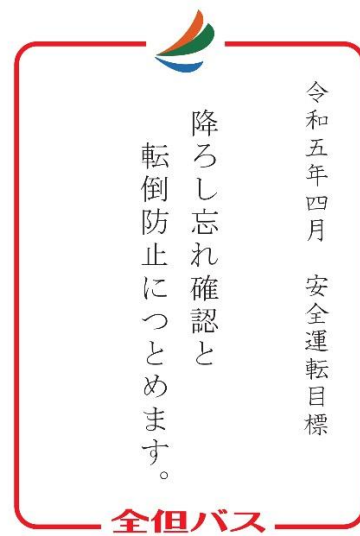 令和五年四月　安全運転目標
降ろし忘れ確認と
転倒防止につとめます。
全但バス